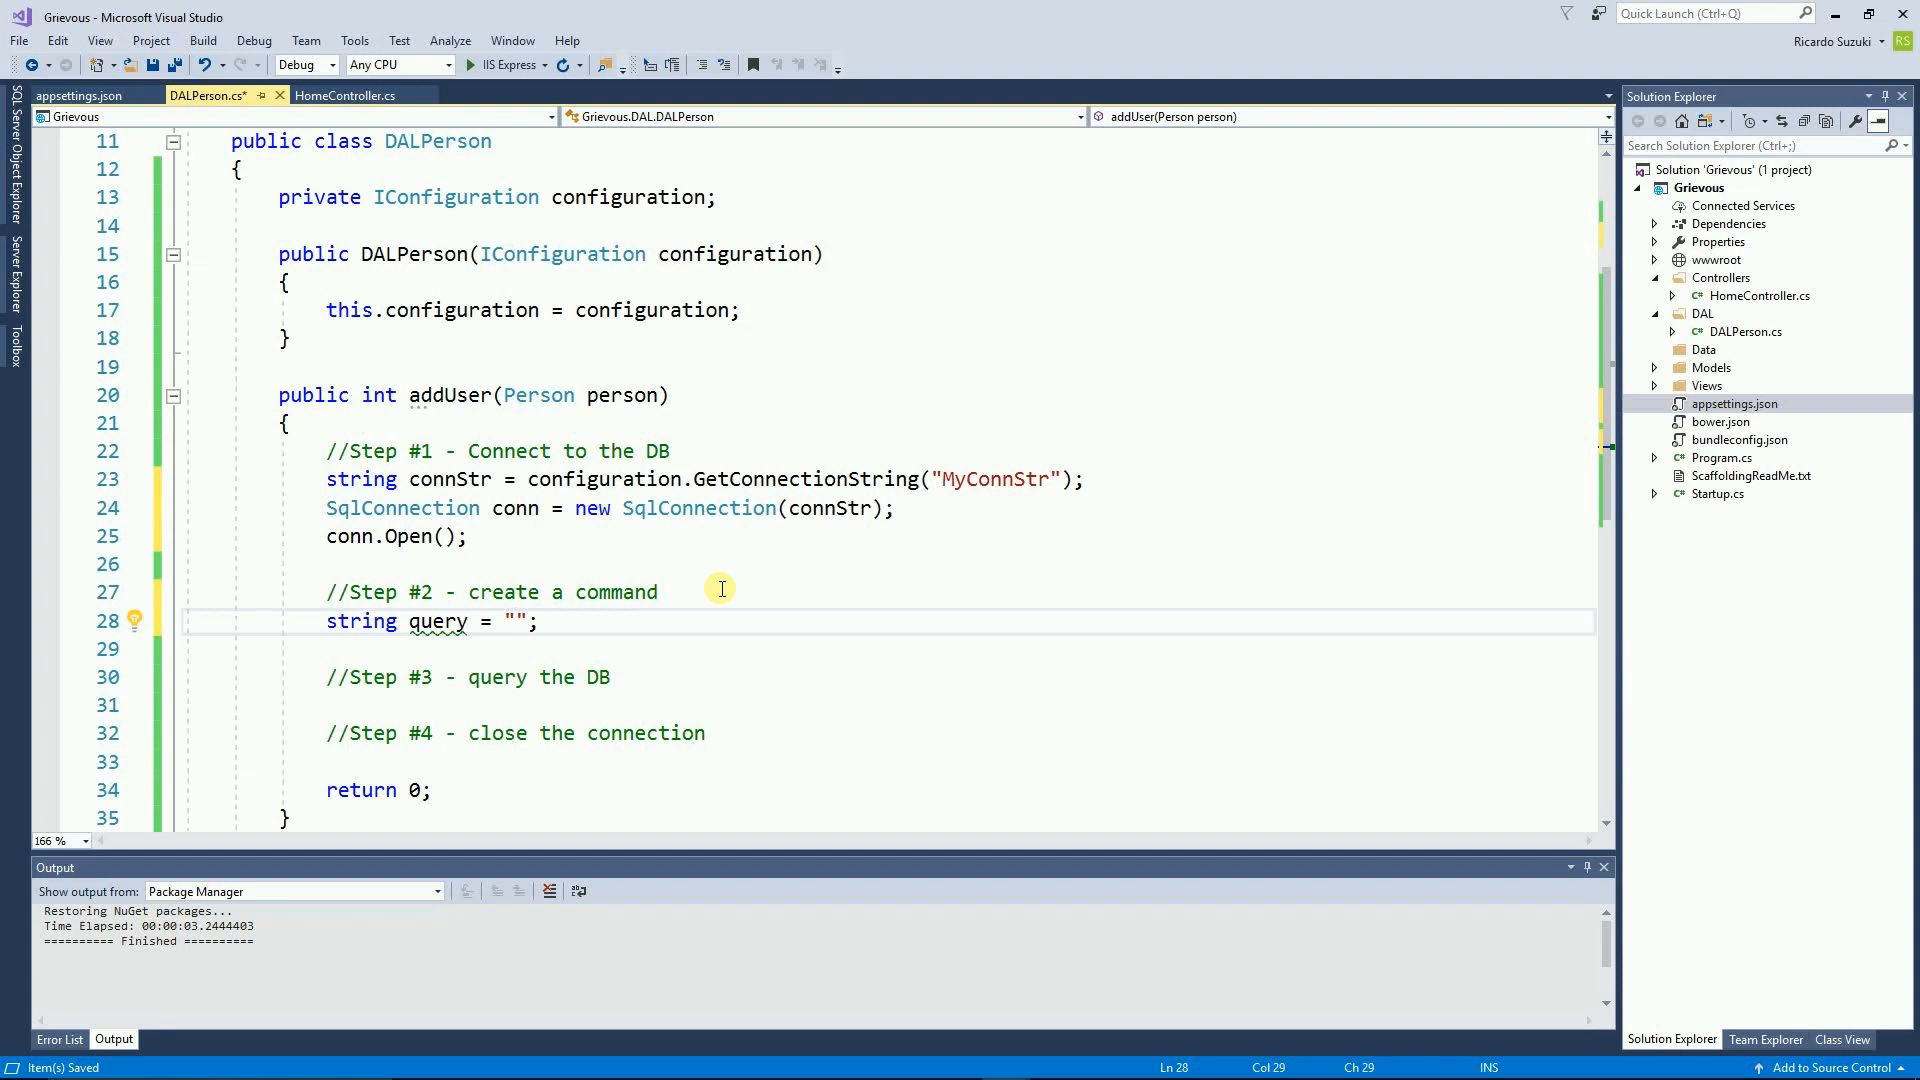 Grievous - Microsoft Visual Studio
Quick Launch (Ctrl+Q)
File Edit View Project Build Debug Team Tools Test Analyze Window Help
Ricardo Suzuki RS
Debug Any CPU IIS Express
SQL Server Object Explorer
Server Explorer
Toolbox
appsettings.json DALPerson.cs* HomeController.cs
Grievous Grievous.DAL.DALPerson addUser(Person person)
11 public class DALPerson
12 {
13 private IConfiguration configuration;
14
15 public DALPerson(IConfiguration configuration)
16 {
17 this.configuration = configuration;
18 }
19
20 public int addUser(Person person)
21 {
22 //Step #1 - Connect to the DB
23 string connStr = configuration.GetConnectionString("MyConnStr");
24 SqlConnection conn = new SqlConnection(connStr);
25 conn.Open();
26
27 //Step #2 - create a command
28 string query = "";
29
30 //Step #3 - query the DB
31
32 //Step #4 - close the connection
33
34 return 0;
35 }
166 %
Output
Show output from: Package Manager
Restoring NuGet packages...
Time Elapsed: 00:00:03.2444403
========== Finished ==========
Error List Output
Solution Explorer
Search Solution Explorer (Ctrl+;)
Solution 'Grievous' (1 project)
Grievous
Connected Services
Dependencies
Properties
wwwroot
Controllers
C# HomeController.cs
DAL
C# DALPerson.cs
Data
Models
Views
appsettings.json
bower.json
bundleconfig.json
C# Program.cs
ScaffoldingReadMe.txt
C# Startup.cs
Solution Explorer Team Explorer Class View
Item(s) Saved Ln 28 Col 29 Ch 29 INS Add to Source Control